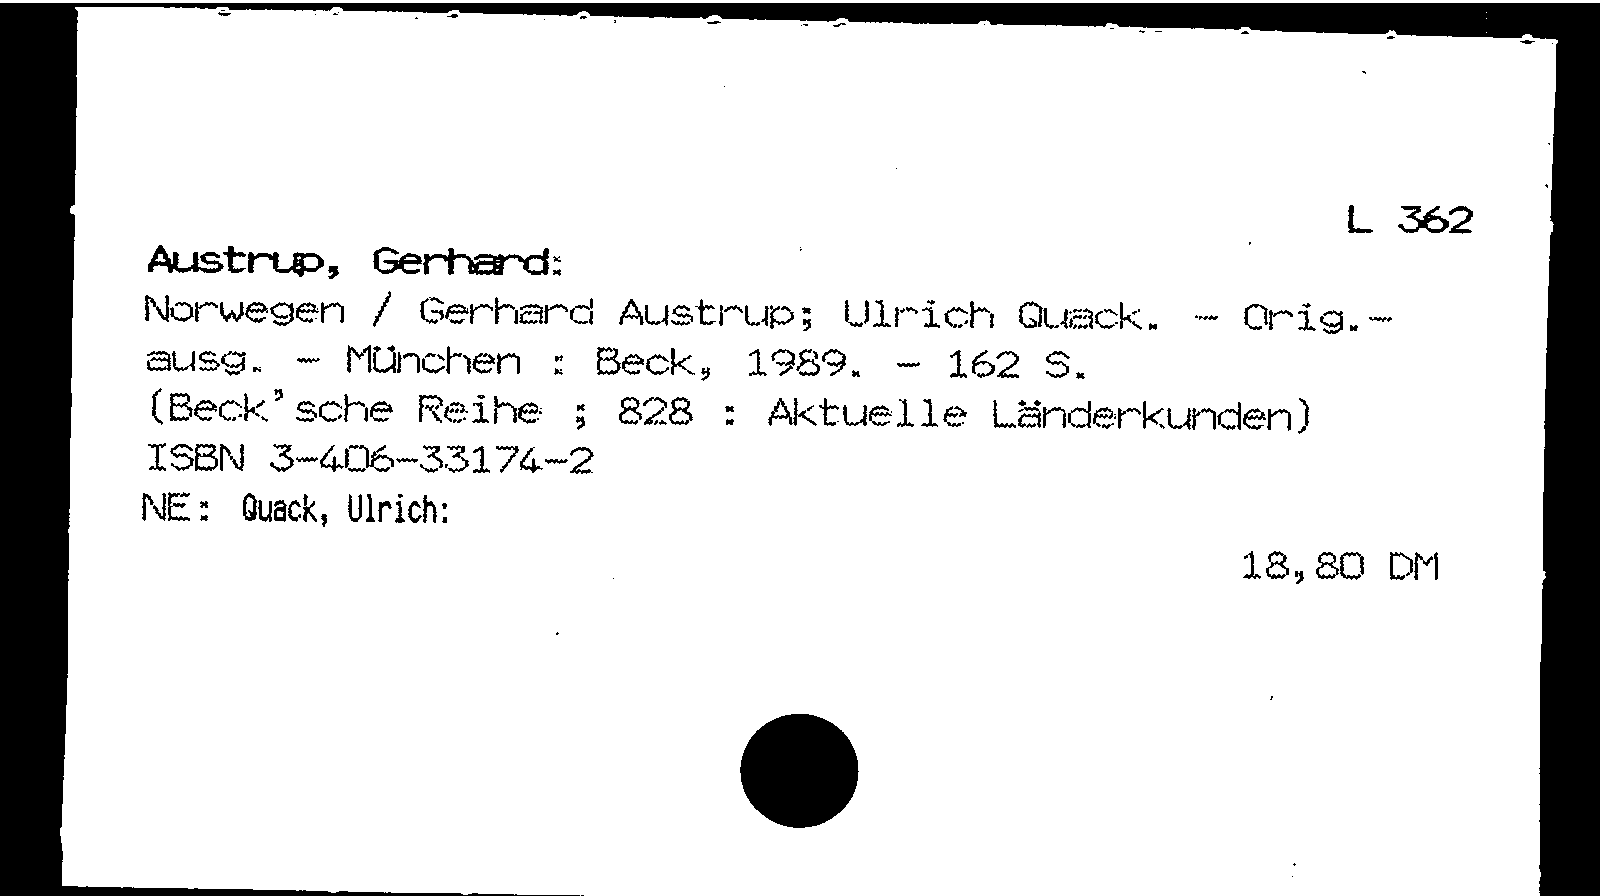 L 362
Austrup, Gerhard:
Norwegen / Gerhard Austrup; Ulrich Quack. - Orig.-
ausg. - München : Beck, 1989. - 162 S.
(Beck'sche Reihe ; 828 : Aktuelle Länderkunden)
ISBN 3-406-33174-2
NE: Quack, Ulrich:
18,80 DM